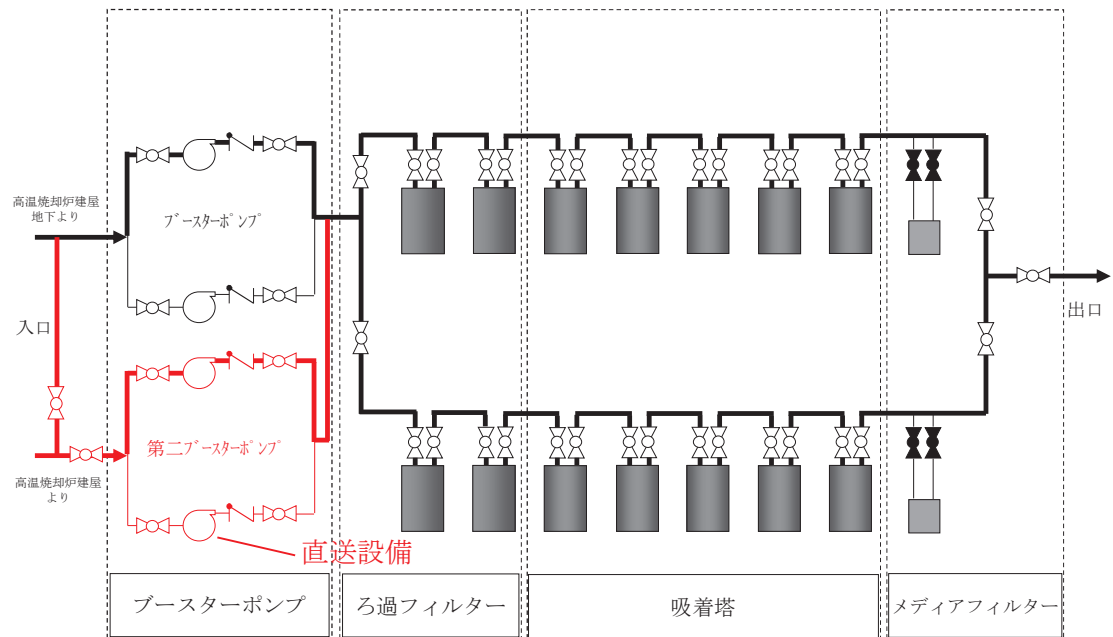 高温焼却炉建屋
地下より
ブースターポンプ
入口
第二ブースターポンプ
高温焼却炉建屋
より
直送設備
出口
ブースターポンプ
ろ過フィルター
吸着塔
メディアフィルター